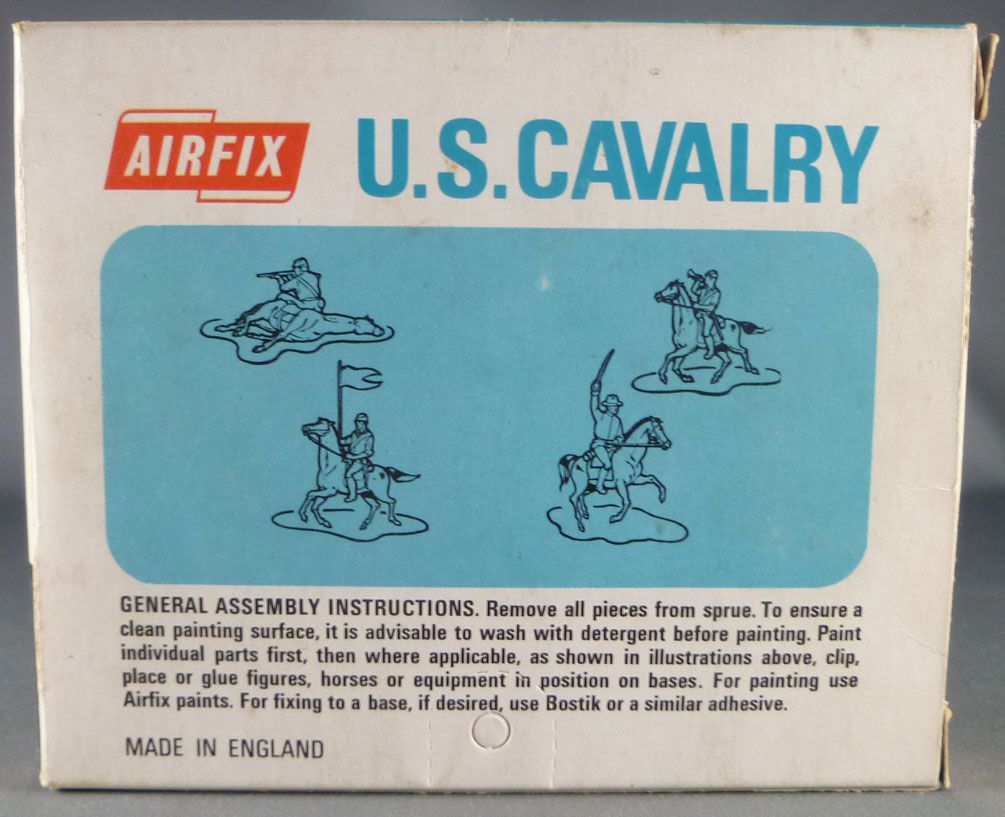 AIRFIX
U.S.CAVALRY
GENERAL ASSEMBLY INSTRUCTIONS. Remove all pieces from sprue. To ensure a
clean painting surface, it is advisable to wash with detergent before painting. Paint
individual parts first, then where applicable, as shown in illustrations above, clip,
place or glue figures, horses or equipment in position on bases. For painting use
Airfix paints. For fixing to a base, if desired, use Bostik or a similar adhesive.
MADE IN ENGLAND